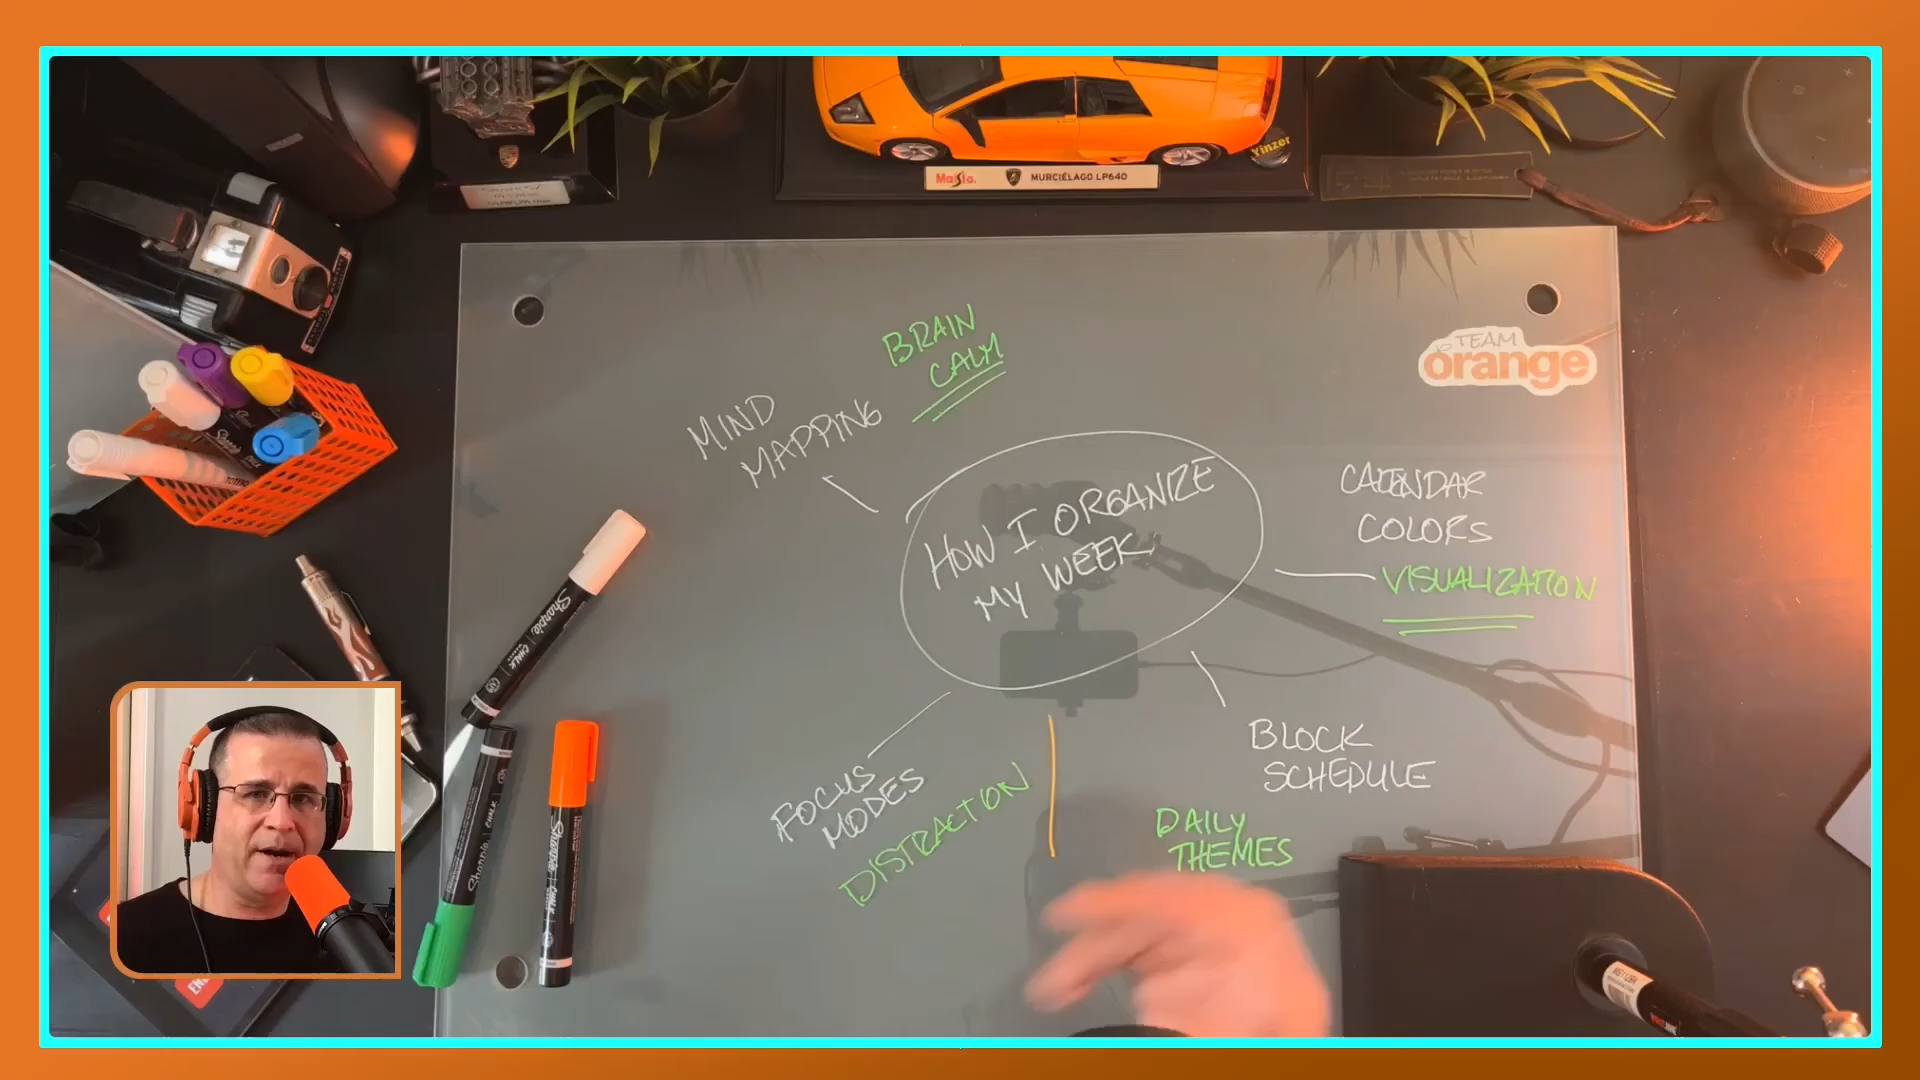 Maisto.
MURCIÉLAGO LP640
Yinzer
TEAM
orange
BRAIN
CALM
MIND
MAPPING
HOW I ORGANIZE
MY WEEK
CALENDAR
COLORS
VISUALIZATION
BLOCK
SCHEDULE
DAILY
THEMES
FOCUS
MODES
DISTRACTION
Sharpie
CHALK
Sharpie
CHALK
Sharpie
CHALK